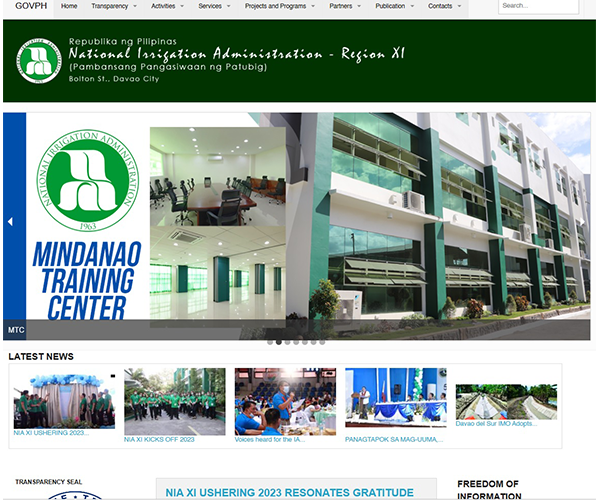 GOVPH Home Transparency Activities Services Projects and Programs Partners Publication Contacts Search...
Republika ng Pilipinas
National Irrigation Administration - Region XI
(Pambansang Pangasiwaan ng Patubig)
Bolton St., Davao City
NATIONAL IRRIGATION ADMINISTRATION
1963
MINDANAO
TRAINING
CENTER
MTC
LATEST NEWS
NIA XI USHERING 2023...
NIA XI KICKS OFF 2023
Voices heard for the IA...
PANAGTAPOK SA MAG-UUMA,...
Davao del Sur IMO Adopts...
TRANSPARENCY SEAL
NIA XI USHERING 2023 RESONATES GRATITUDE
FREEDOM OF
INFORMATION